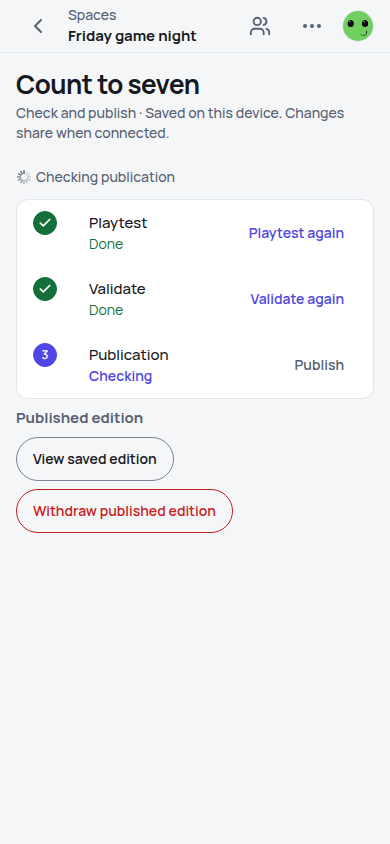 Spaces
Friday game night
Count to seven
Check and publish · Saved on this device. Changes
share when connected.
Checking publication
Playtest
Done
Playtest again
Validate
Done
Validate again
3
Publication
Checking
Publish
Published edition
View saved edition
Withdraw published edition